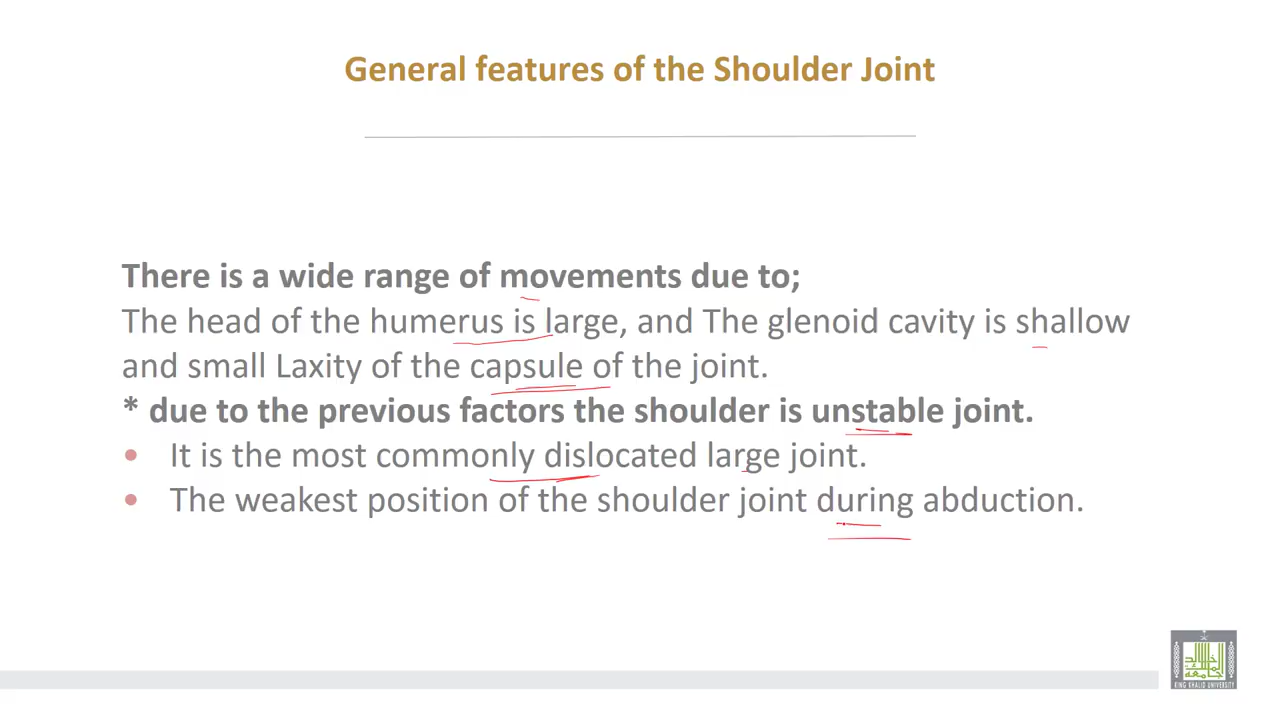 General features of the Shoulder Joint
There is a wide range of movements due to;
The head of the humerus is large, and The glenoid cavity is shallow
and small Laxity of the capsule of the joint.
* due to the previous factors the shoulder is unstable joint.
• It is the most commonly dislocated large joint.
• The weakest position of the shoulder joint during abduction.
KING KHALID UNIVERSITY